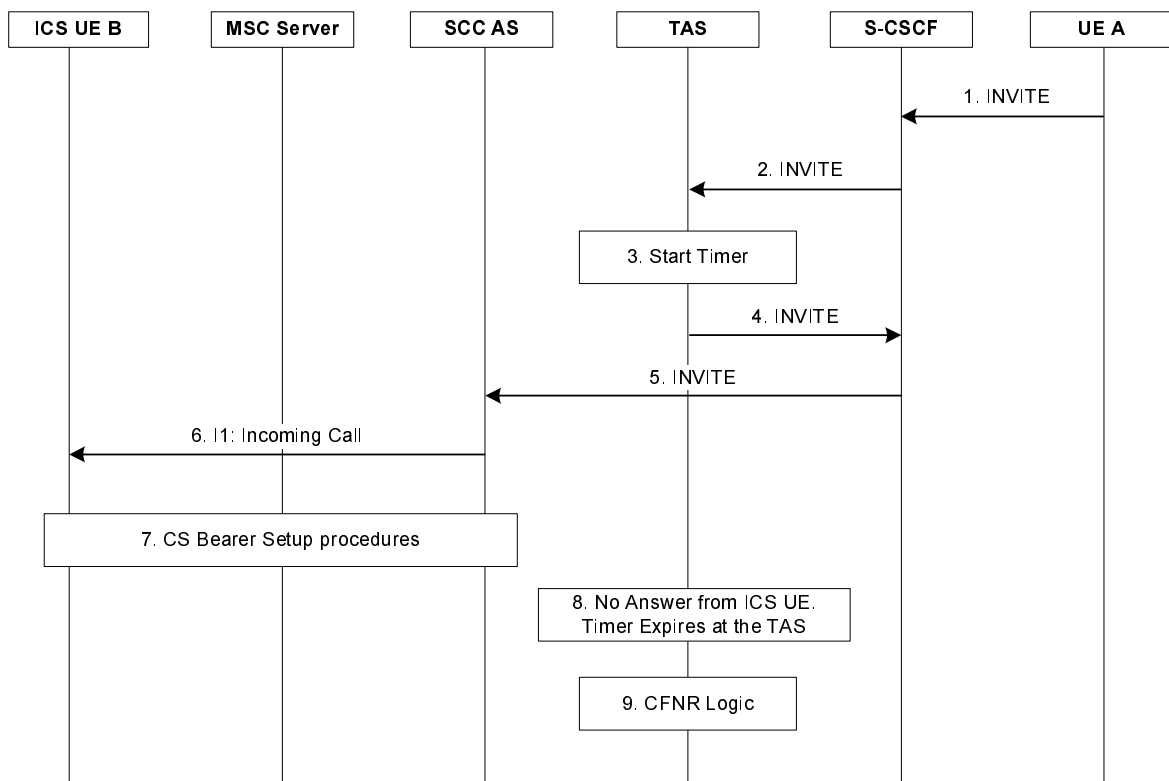 ICS UE B
MSC Server
SCC AS
TAS
S-CSCF
UE A
1. INVITE
2. INVITE
3. Start Timer
4. INVITE
5. INVITE
6. I1: Incoming Call
7. CS Bearer Setup procedures
8. No Answer from ICS UE.
Timer Expires at the TAS
9. CFNR Logic